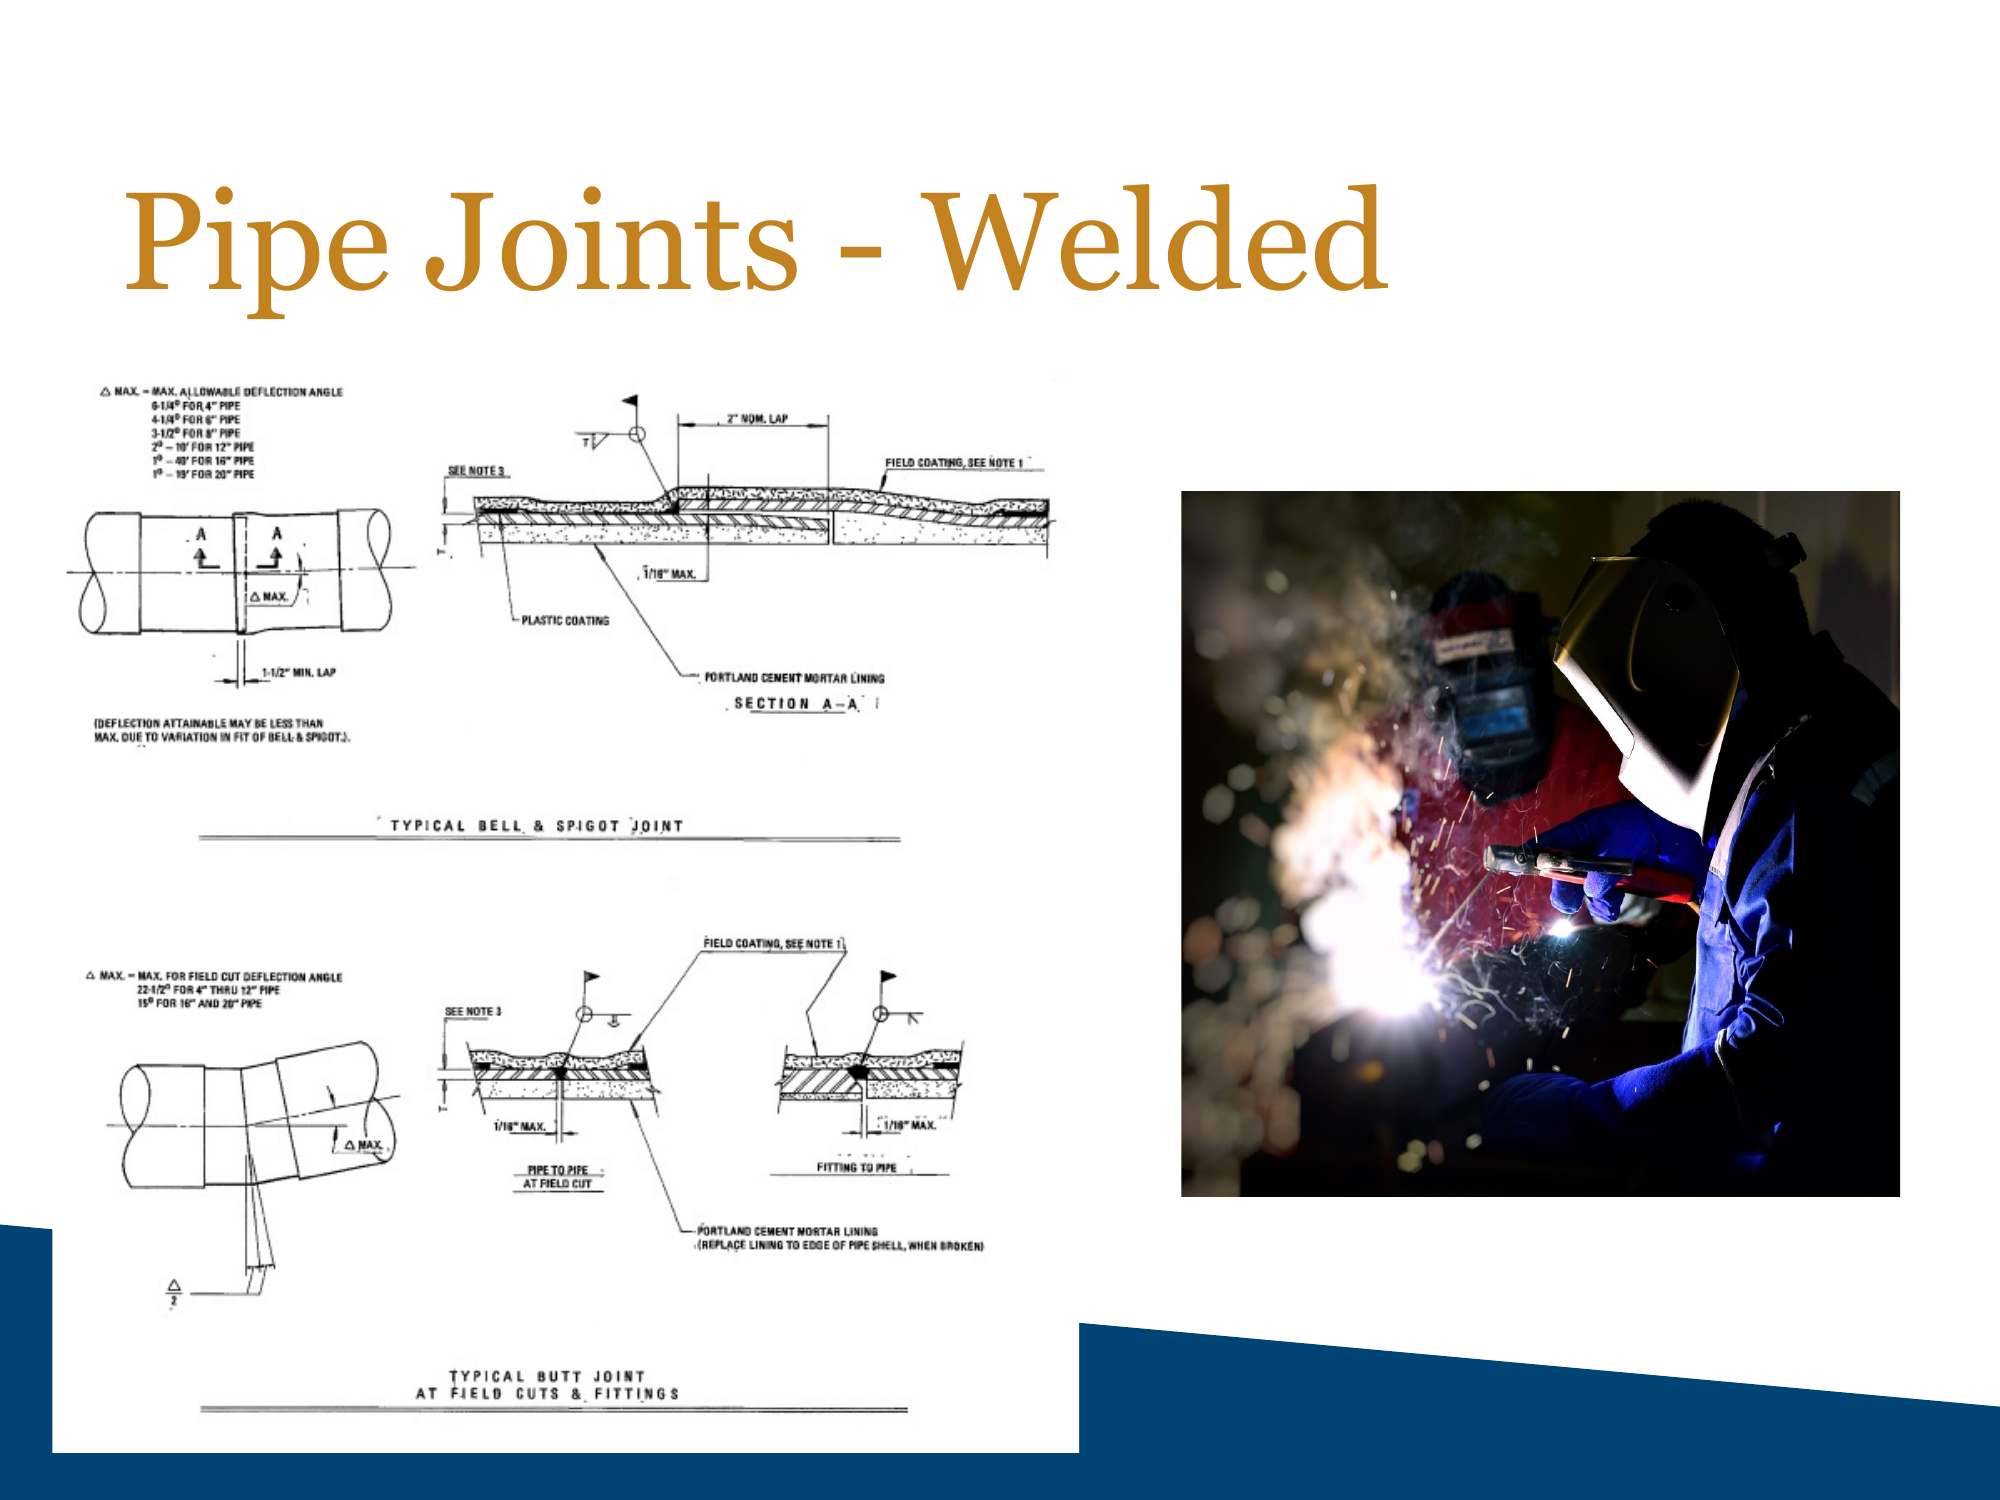 Pipe Joints - Welded
△ MAX. = MAX. ALLOWABLE DEFLECTION ANGLE
6-1/4° FOR 4" PIPE
4-1/4° FOR 6" PIPE
3-1/2° FOR 8" PIPE
2° – 10' FOR 12" PIPE
1° – 40' FOR 16" PIPE
1° – 19' FOR 20" PIPE
A A
△ MAX.
1-1/2" MIN. LAP
(DEFLECTION ATTAINABLE MAY BE LESS THAN
MAX. DUE TO VARIATION IN FIT OF BELL & SPIGOT.).
T
2" NOM. LAP
SEE NOTE 3
FIELD COATING, SEE NOTE 1
T
1/16" MAX.
PLASTIC COATING
PORTLAND CEMENT MORTAR LINING
SECTION A–A
TYPICAL BELL & SPIGOT JOINT
△ MAX. = MAX. FOR FIELD CUT DEFLECTION ANGLE
22-1/2° FOR 4" THRU 12" PIPE
15° FOR 16" AND 20" PIPE
△ MAX.
△
2
FIELD COATING, SEE NOTE 1
SEE NOTE 3
T
1/16" MAX.
1/16" MAX.
PIPE TO PIPE
AT FIELD CUT
FITTING TO PIPE
PORTLAND CEMENT MORTAR LINING
(REPLACE LINING TO EDGE OF PIPE SHELL, WHEN BROKEN)
TYPICAL BUTT JOINT
AT FIELD CUTS & FITTINGS